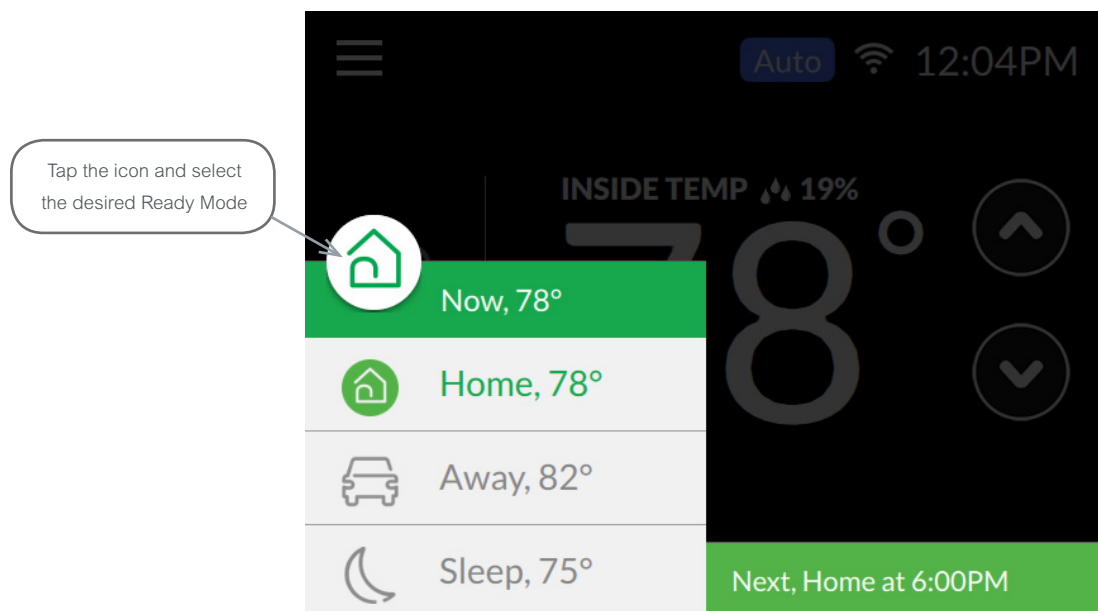 Auto 12:04PM
Tap the icon and select
the desired Ready Mode
INSIDE TEMP 19%
78°
Now, 78°
Home, 78°
Away, 82°
Sleep, 75°
Next, Home at 6:00PM